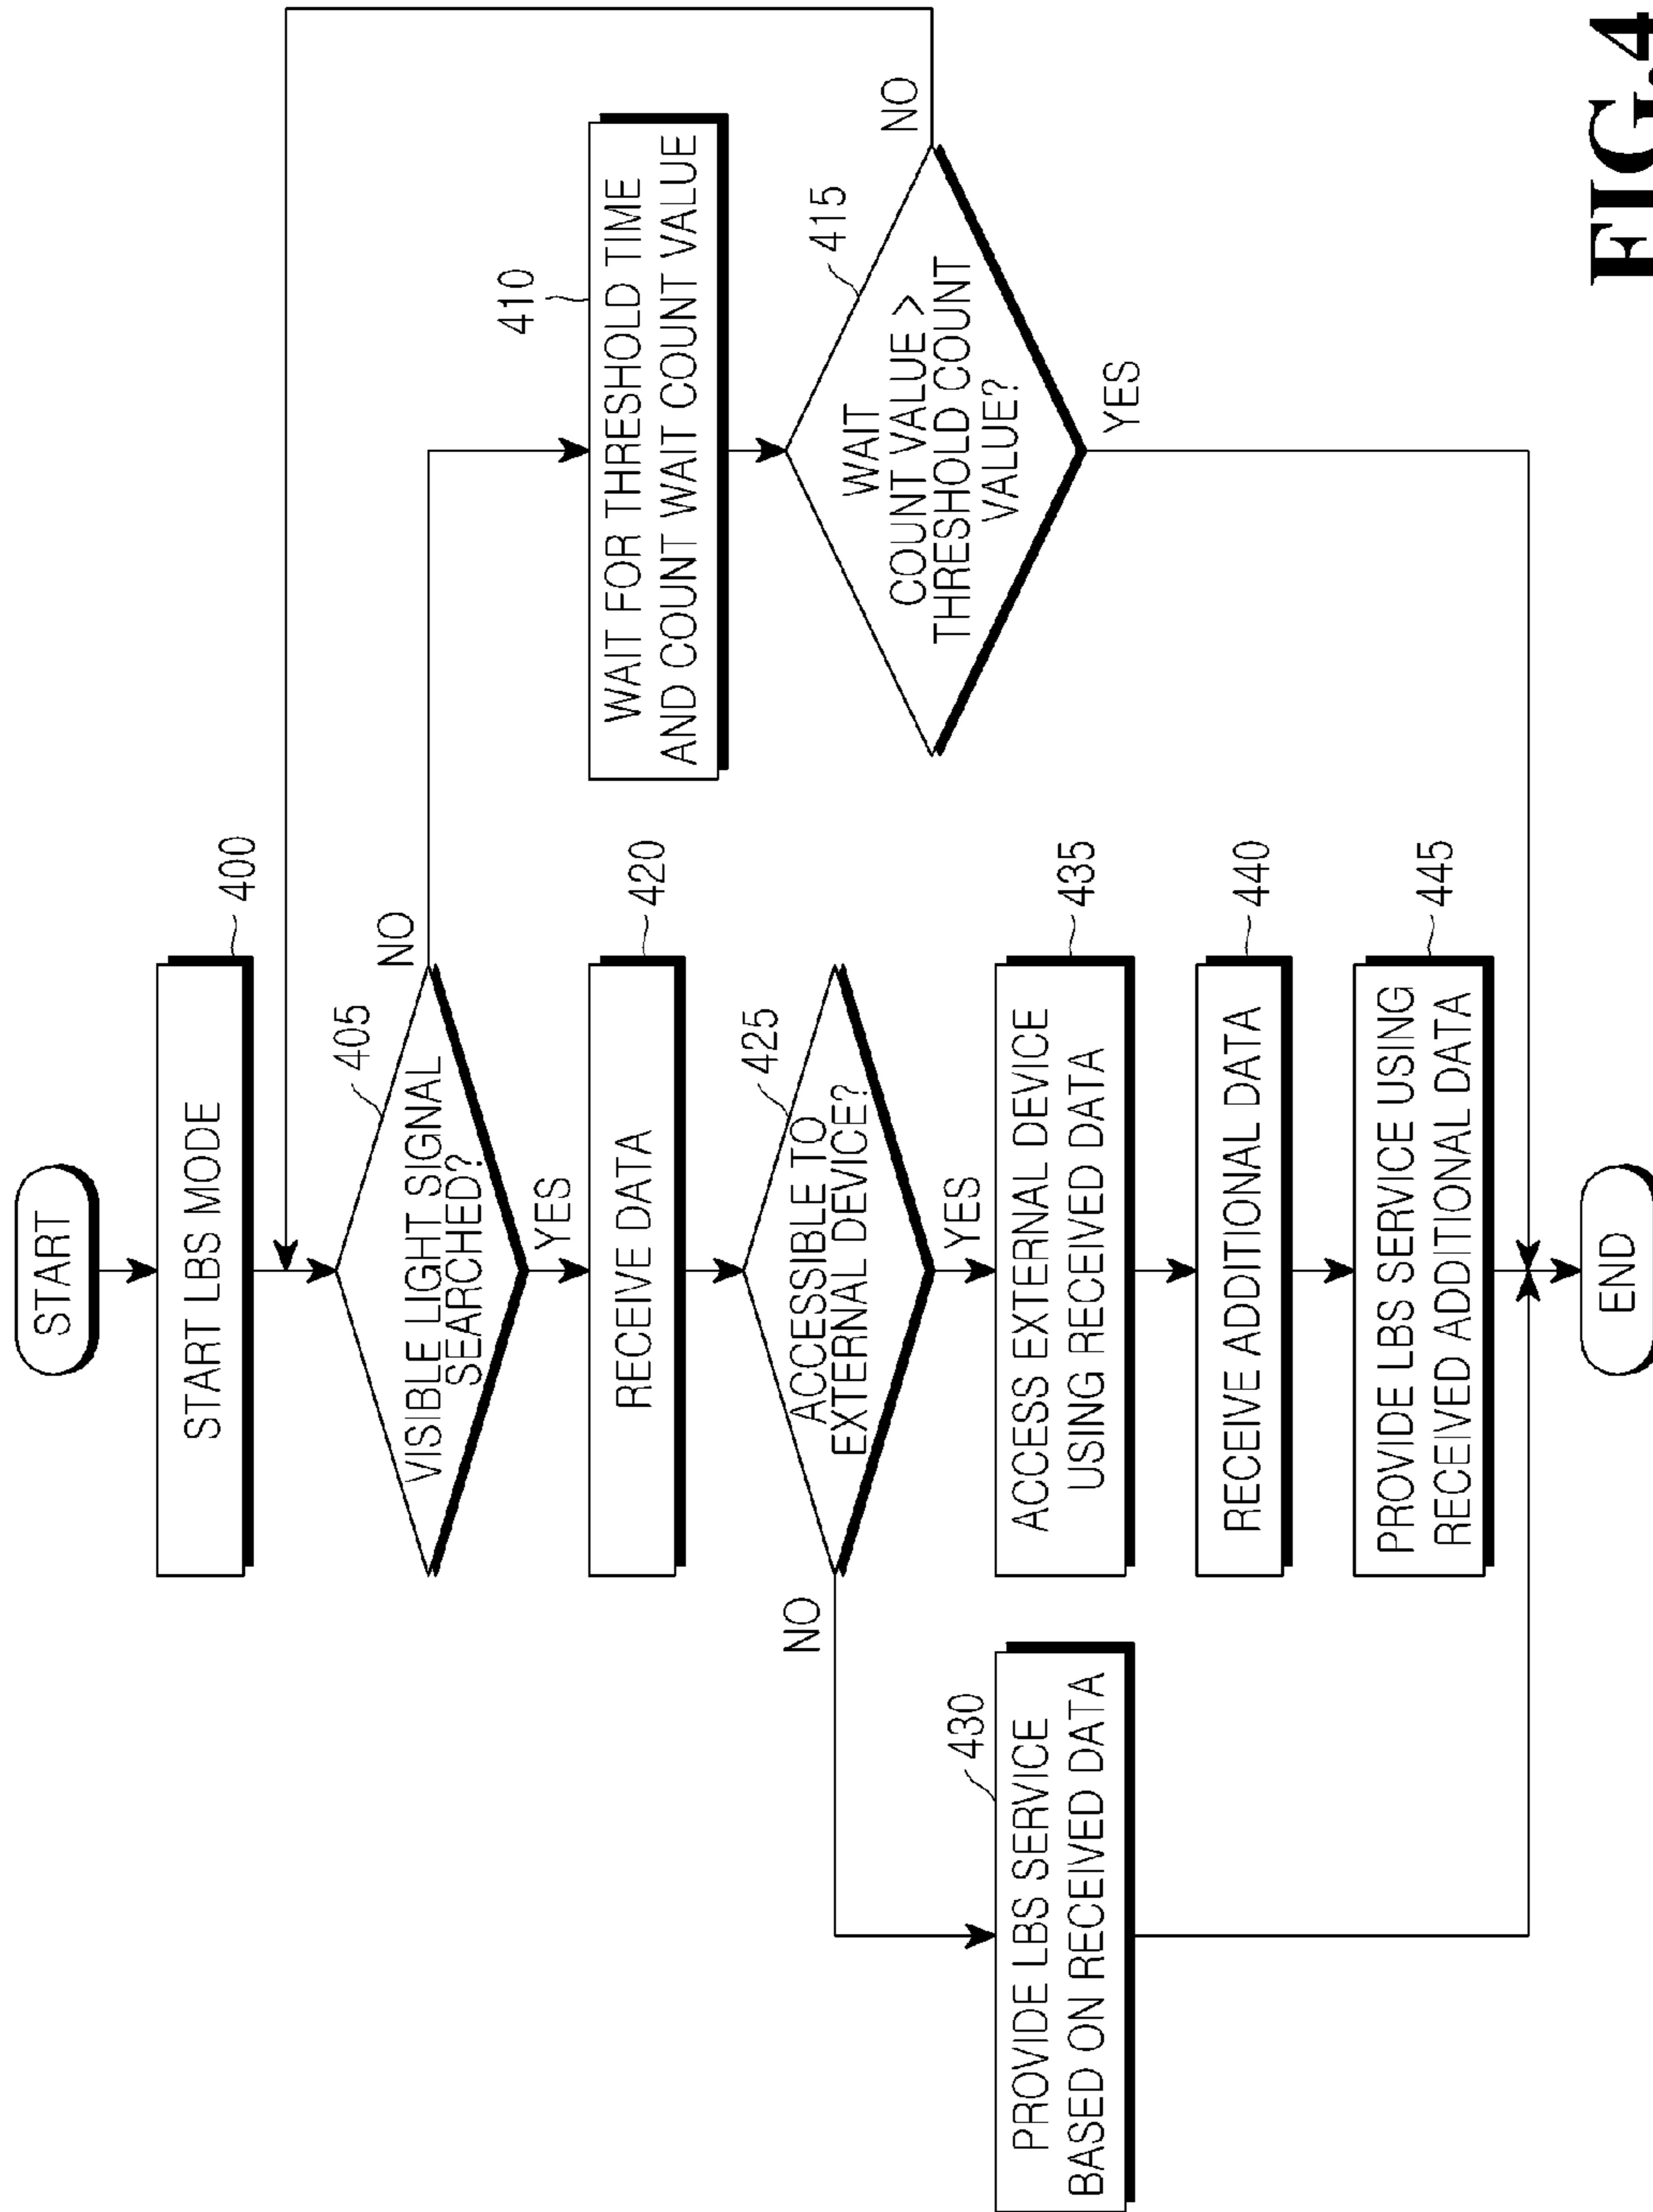 START
START LBS MODE
400
VISIBLE LIGHT SIGNAL
SEARCHED?
405
NO
YES
WAIT FOR THRESHOLD TIME
AND COUNT WAIT COUNT VALUE
410
WAIT
COUNT VALUE >
THRESHOLD COUNT
VALUE?
415
NO
YES
RECEIVE DATA
420
ACCESSIBLE TO
EXTERNAL DEVICE?
425
NO
YES
PROVIDE LBS SERVICE
BASED ON RECEIVED DATA
430
ACCESS EXTERNAL DEVICE
USING RECEIVED DATA
435
RECEIVE ADDITIONAL DATA
440
PROVIDE LBS SERVICE USING
RECEIVED ADDITIONAL DATA
445
END
FIG.4